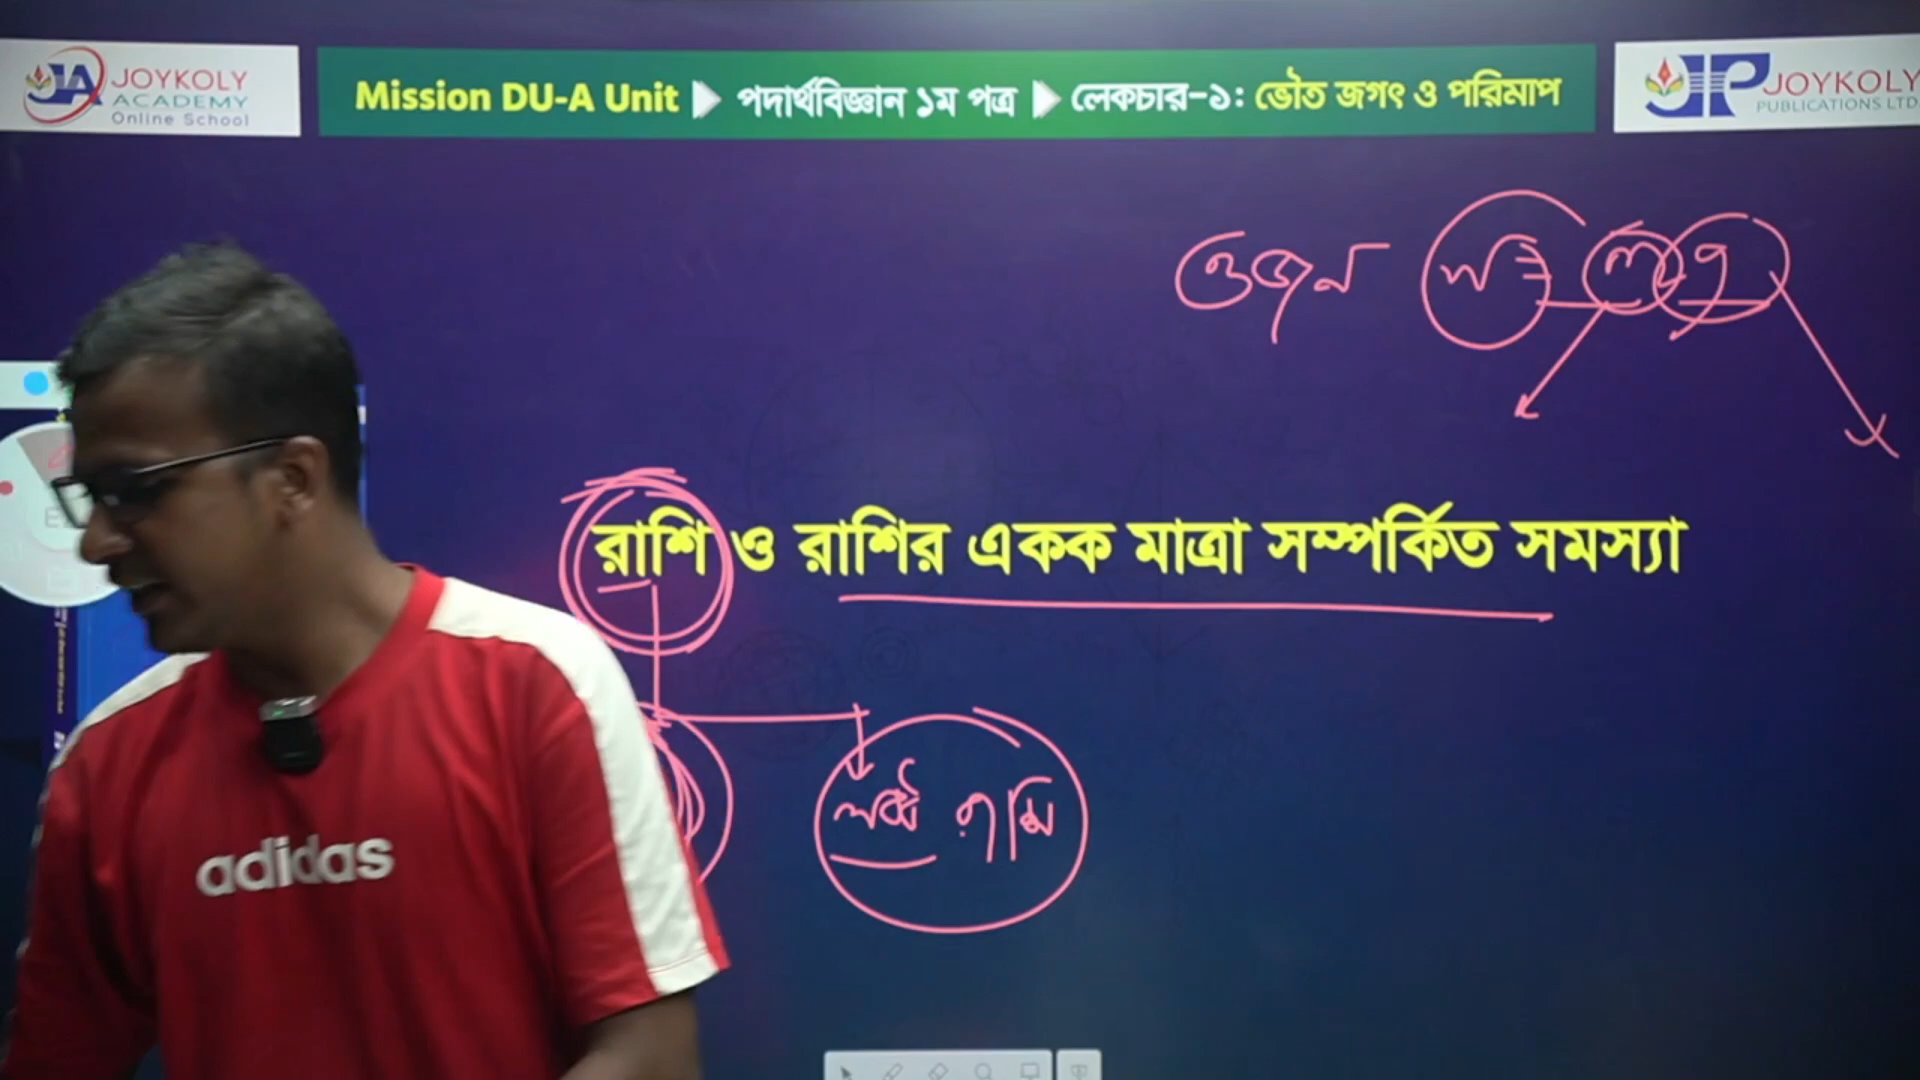 JOYKOLY
ACADEMY
Online School
Mission DU-A Unit ▶ পদার্থবিজ্ঞান ১ম পত্র ▶ লেকচার-১: ভৌত জগৎ ও পরিমাপ
JOYKOLY
PUBLICATIONS LTD
ওজন
রাশি ও রাশির একক মাত্রা সম্পর্কিত সমস্যা
লব্ধ রাশি
adidas